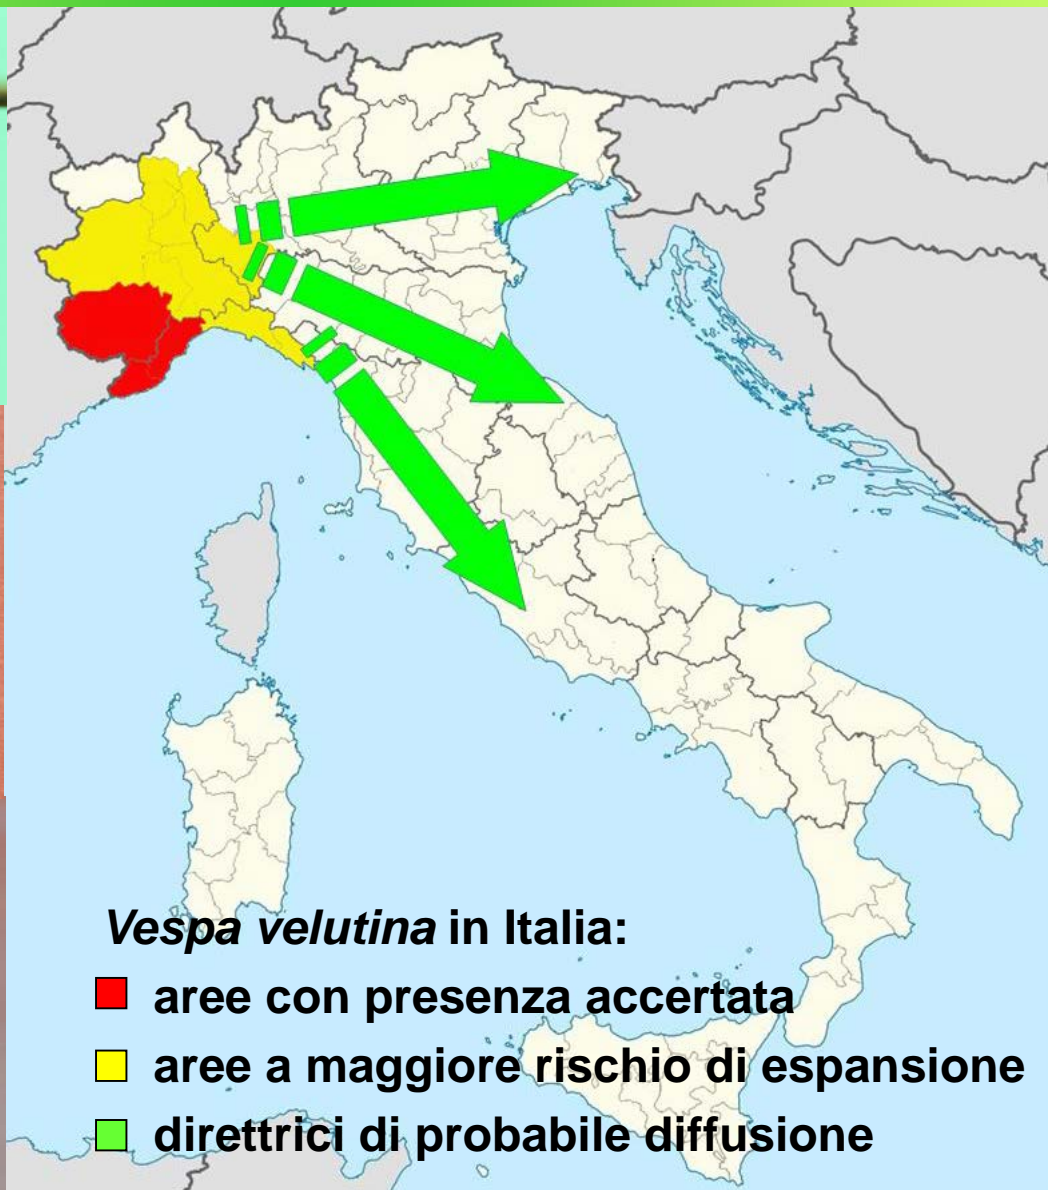 Vespa velutina in Italia:
aree con presenza accertata
aree a maggiore rischio di espansione
direttrici di probabile diffusione